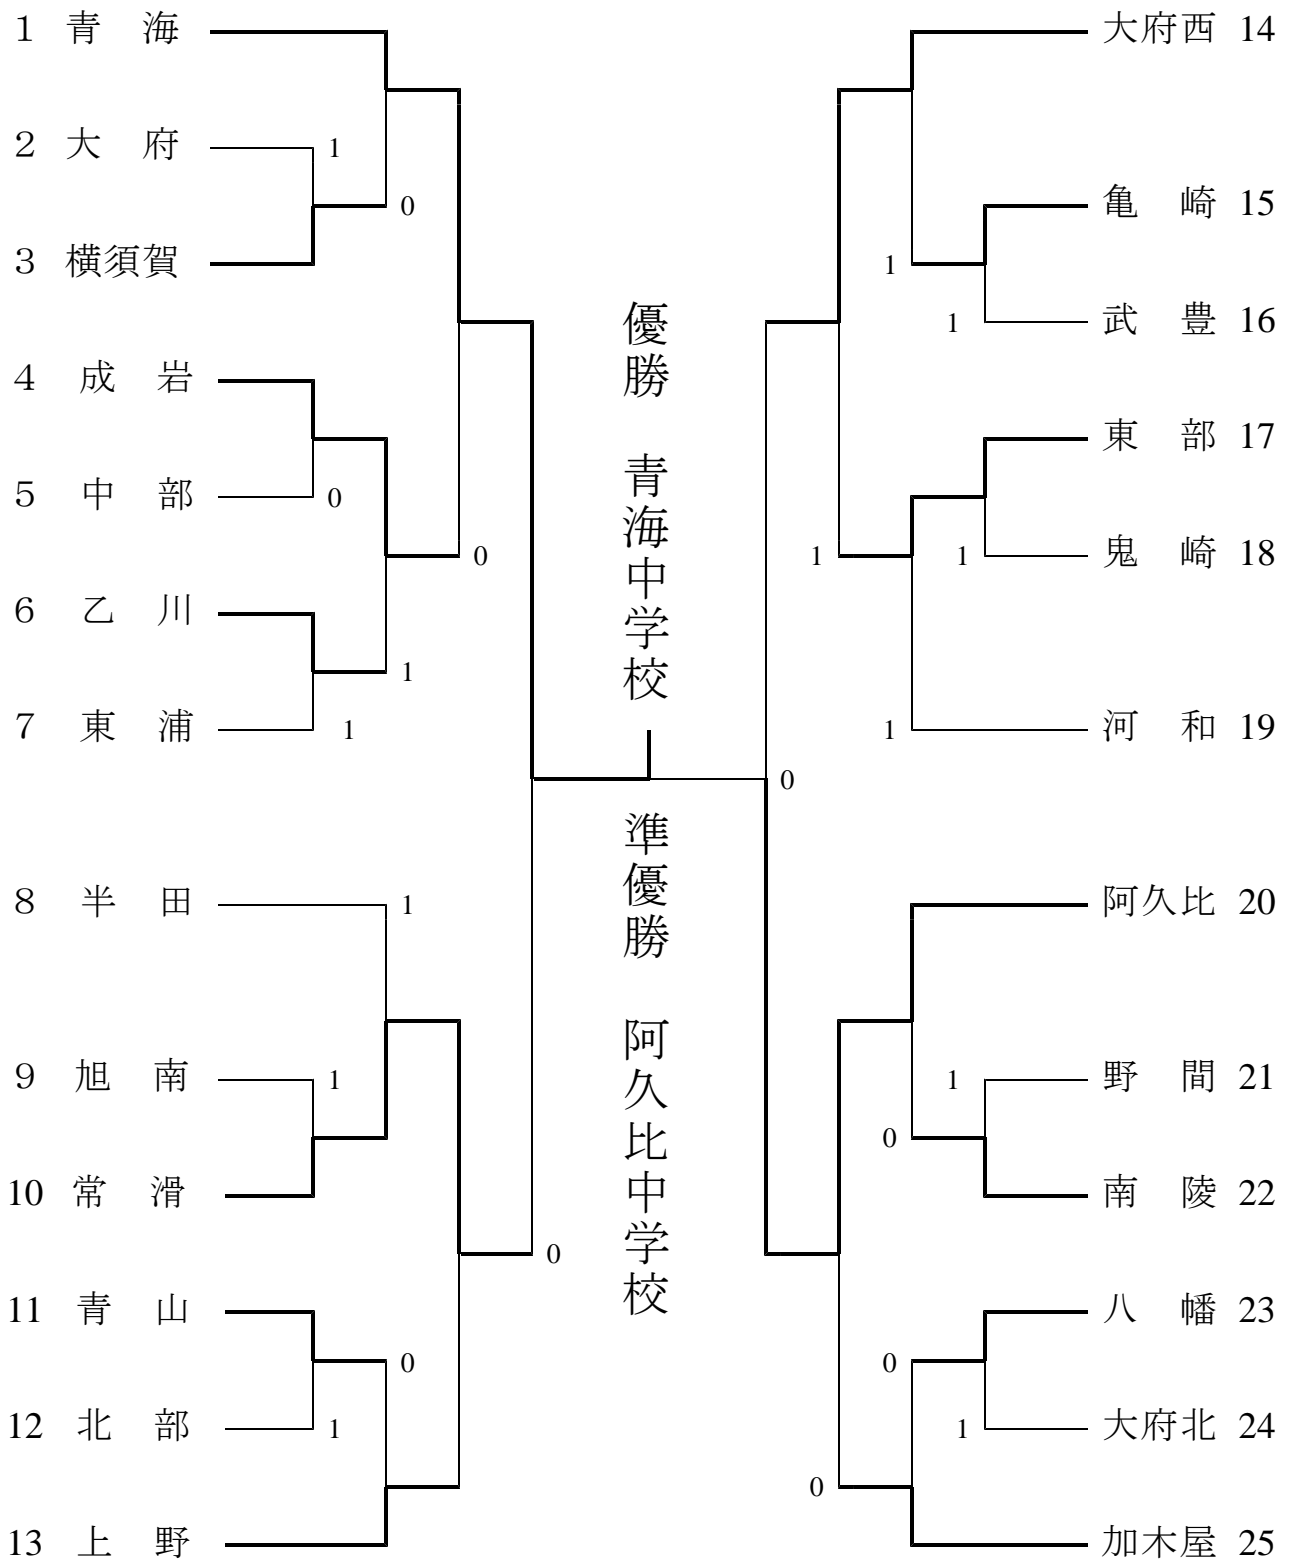 1 青 海
2 大 府
1
0
3 横須賀
4 成 岩
5 中 部
0
0
6 乙 川
1
7 東 浦
1
8 半 田
1
9 旭 南
1
10 常 滑
0
11 青 山
0
12 北 部
1
13 上 野
優勝 青海中学校
準優勝 阿久比中学校
大府西 14
亀 崎 15
1
1
武 豊 16
東 部 17
1
1
鬼 崎 18
1
河 和 19
0
阿久比 20
1
野 間 21
0
南 陵 22
八 幡 23
0
1
大府北 24
0
加木屋 25